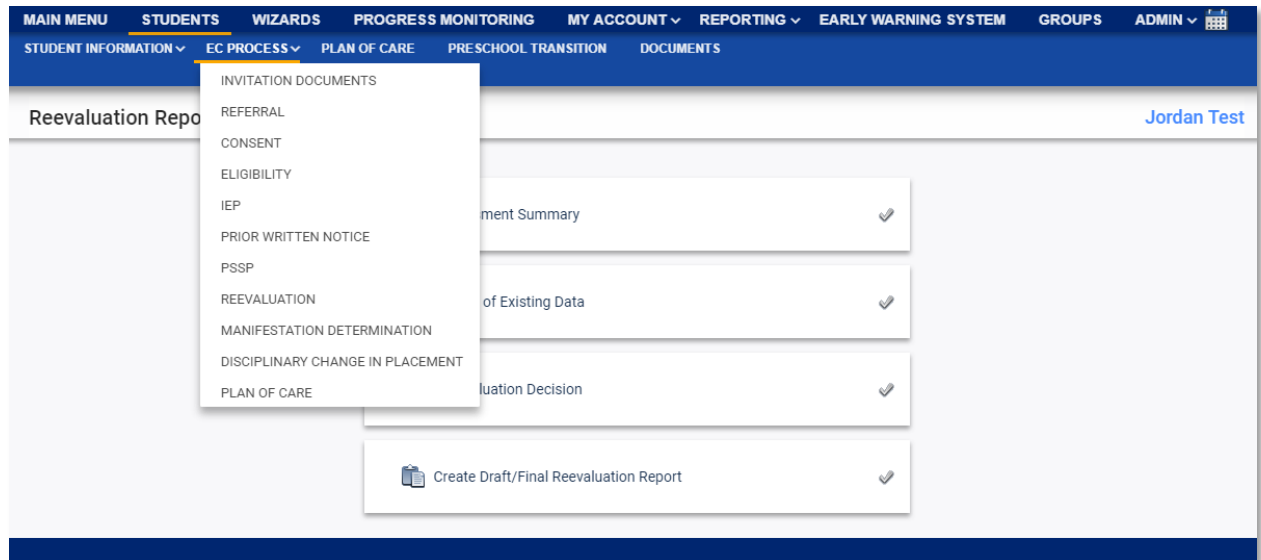 MAIN MENU STUDENTS WIZARDS PROGRESS MONITORING MY ACCOUNT REPORTING EARLY WARNING SYSTEM GROUPS ADMIN
STUDENT INFORMATION EC PROCESS PLAN OF CARE PRESCHOOL TRANSITION DOCUMENTS
INVITATION DOCUMENTS
REFERRAL
CONSENT
ELIGIBILITY
IEP
PRIOR WRITTEN NOTICE
PSSP
REEVALUATION
MANIFESTATION DETERMINATION
DISCIPLINARY CHANGE IN PLACEMENT
PLAN OF CARE
Reevaluation Repo
Jordan Test
ment Summary
of Existing Data
luation Decision
Create Draft/Final Reevaluation Report